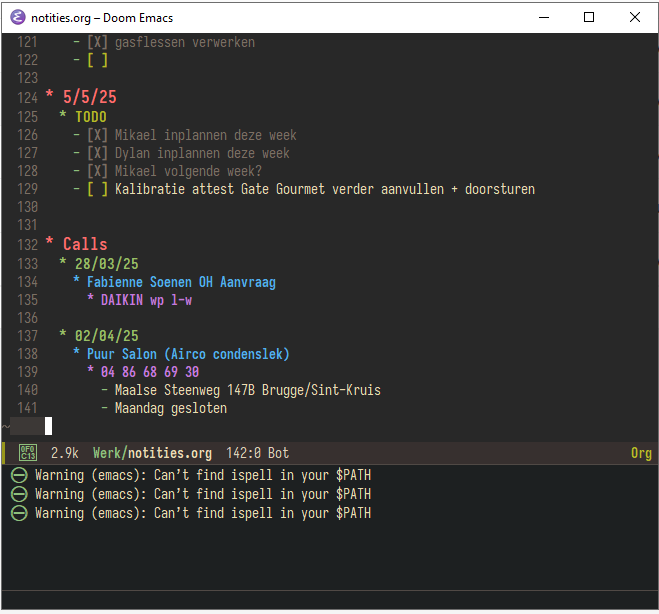 notities.org – Doom Emacs
121 - [X] gasflessen verwerken
122 - [ ]
123
124 * 5/5/25
125 * TODO
126 - [X] Mikael inplannen deze week
127 - [X] Dylan inplannen deze week
128 - [X] Mikael volgende week?
129 - [ ] Kalibratie attest Gate Gourmet verder aanvullen + doorsturen
130
131
132 * Calls
133 * 28/03/25
134 * Fabienne Soenen OH Aanvraag
135 * DAIKIN wp l-w
136
137 * 02/04/25
138 * Puur Salon (Airco condenslek)
139 * 04 86 68 69 30
140 - Maalse Steenweg 147B Brugge/Sint-Kruis
141 - Maandag gesloten
~
0F0C13 2.9k Werk/notities.org 142:0 Bot Org
Warning (emacs): Can’t find ispell in your $PATH
Warning (emacs): Can’t find ispell in your $PATH
Warning (emacs): Can’t find ispell in your $PATH